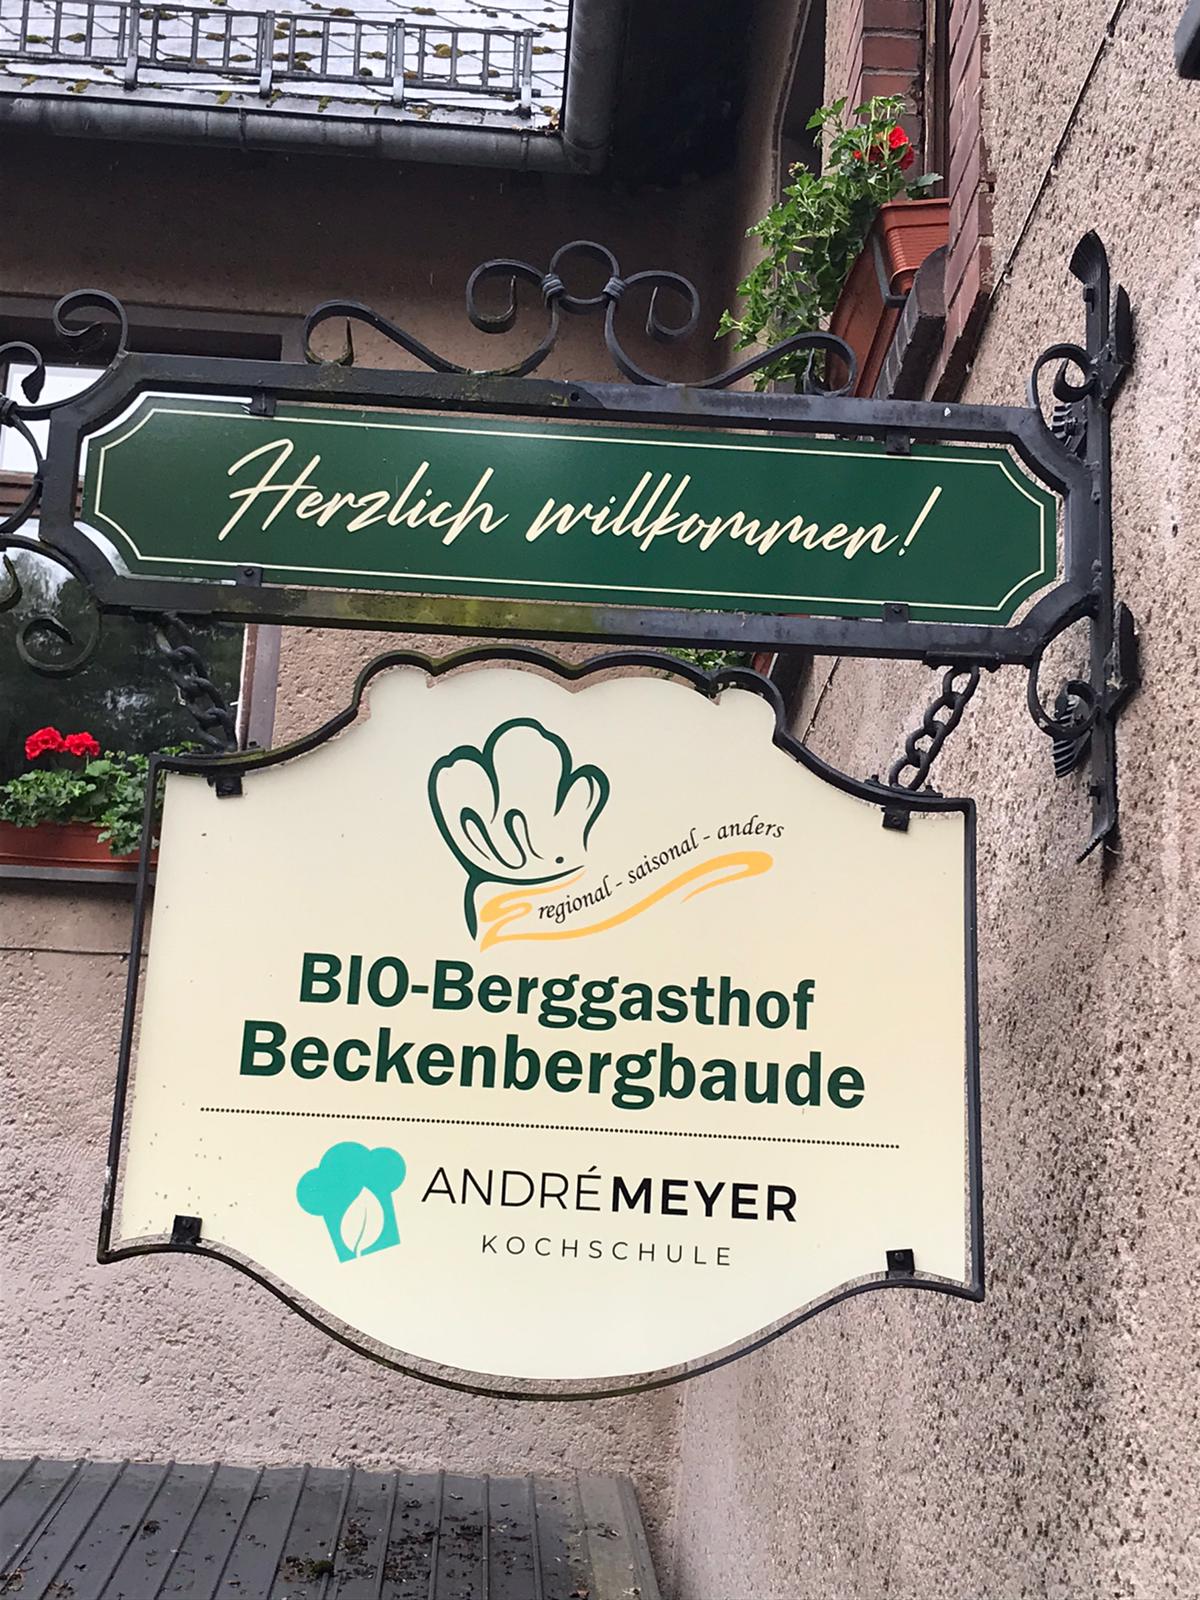 Herzlich willkommen!
regional - saisonal - anders
BIO-Berggasthof
Beckenbergbaude
ANDRÉMEYER
KOCHSCHULE